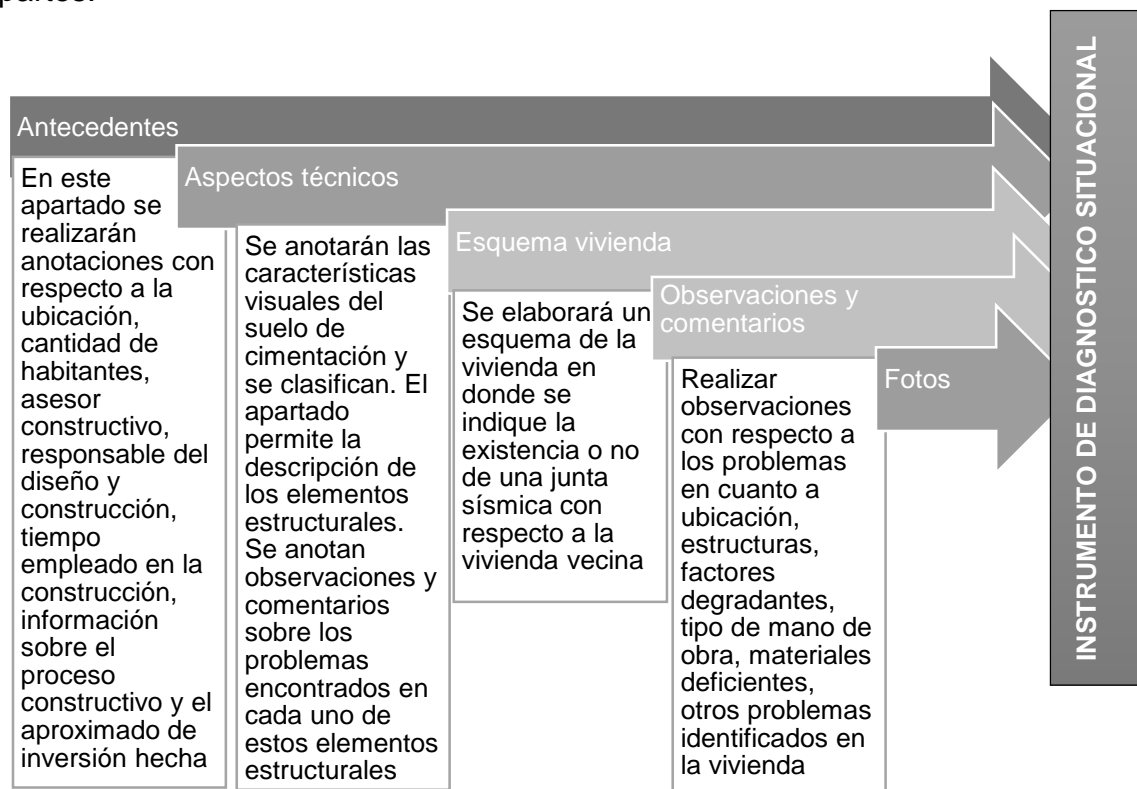 partes:
Antecedentes
En este
apartado se
realizarán
anotaciones con
respecto a la
ubicación,
cantidad de
habitantes,
asesor
constructivo,
responsable del
diseño y
construcción,
tiempo
empleado en la
construcción,
información
sobre el
proceso
constructivo y el
aproximado de
inversión hecha
Aspectos técnicos
Se anotarán las
características
visuales del
suelo de
cimentación y
se clasifican. El
apartado
permite la
descripción de
los elementos
estructurales.
Se anotan
observaciones y
comentarios
sobre los
problemas
encontrados en
cada uno de
estos elementos
estructurales
Esquema vivienda
Se elaborará un
esquema de la
vivienda en
donde se
indique la
existencia o no
de una junta
sísmica con
respecto a la
vivienda vecina
Observaciones y
comentarios
Realizar
observaciones
con respecto a
los problemas
en cuanto a
ubicación,
estructuras,
factores
degradantes,
tipo de mano de
obra, materiales
deficientes,
otros problemas
identificados en
la vivienda
Fotos
INSTRUMENTO DE DIAGNOSTICO SITUACIONAL